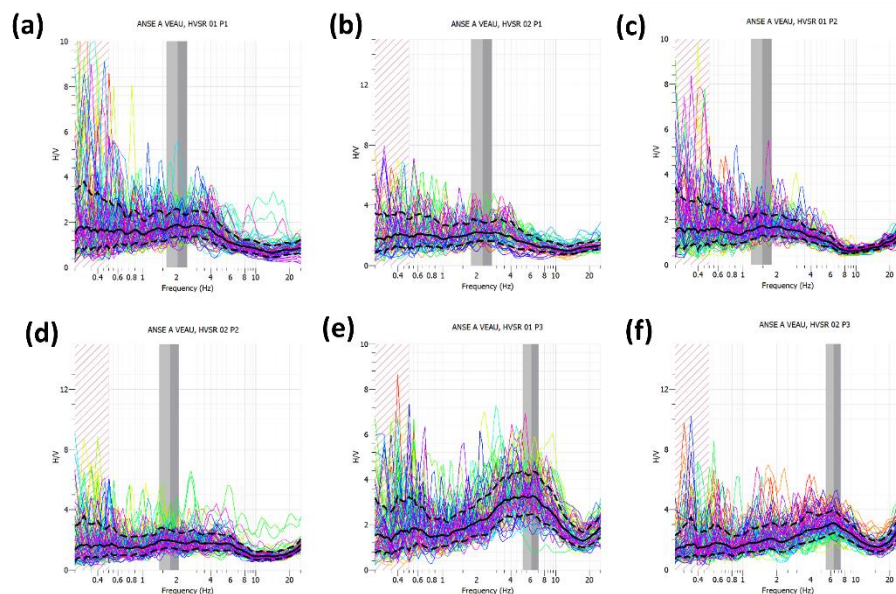 (a)
ANSE A VEAU, HVSR 01 P1
10
8
6
4
2
0
H/V
0.4 0.6 0.8 1 2 4 6 8 10 20
Frequency (Hz)
(b)
ANSE A VEAU, HVSR 02 P1
12
8
4
0
H/V
0.4 0.6 0.8 1 2 4 6 8 10 20
Frequency (Hz)
(c)
ANSE A VEAU, HVSR 01 P2
10
8
6
4
2
0
H/V
0.4 0.6 0.8 1 2 4 6 8 10 20
Frequency (Hz)
(d)
ANSE A VEAU, HVSR 02 P2
12
8
4
0
H/V
0.4 0.6 0.8 1 2 4 6 8 10 20
Frequency (Hz)
(e)
ANSE A VEAU, HVSR 01 P3
10
8
6
4
2
0
H/V
0.4 0.6 0.8 1 2 4 6 8 10 20
Frequency (Hz)
(f)
ANSE A VEAU, HVSR 02 P3
12
8
4
0
H/V
0.4 0.6 0.8 1 2 4 6 8 10 20
Frequency (Hz)